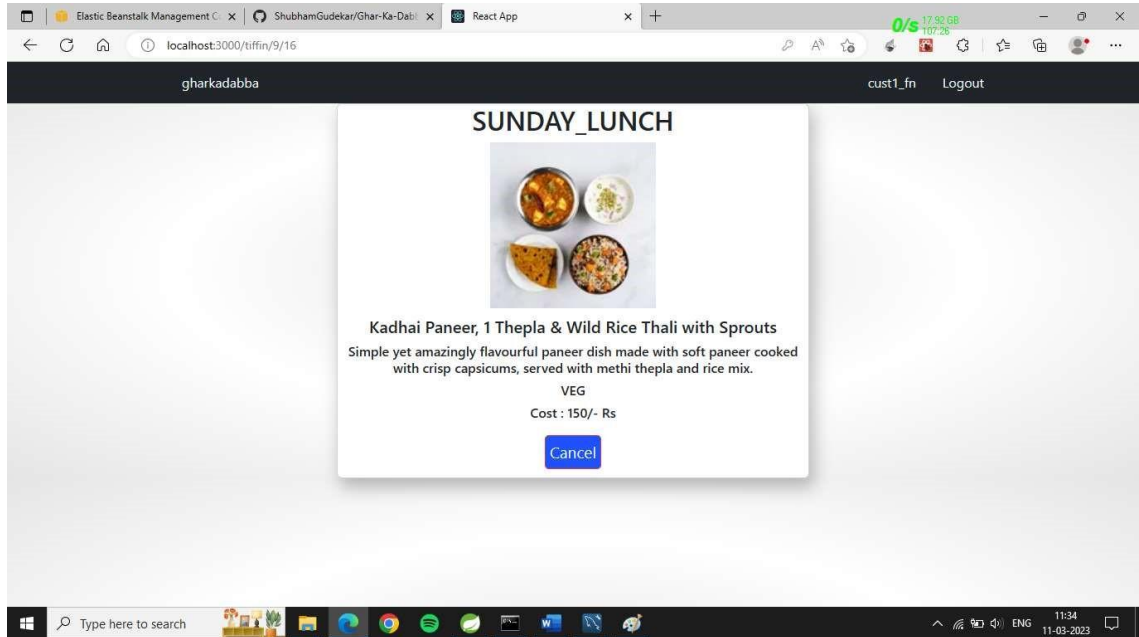 Elastic Beanstalk Management C
ShubhamGudekar/Ghar-Ka-Dab
React App
0/s 17.92 GB
107:26
localhost:3000/tiffin/9/16
gharkadabba
cust1_fn
Logout
SUNDAY_LUNCH
Kadhai Paneer, 1 Thepla & Wild Rice Thali with Sprouts
Simple yet amazingly flavourful paneer dish made with soft paneer cooked
with crisp capsicums, served with methi thepla and rice mix.
VEG
Cost : 150/- Rs
Cancel
Type here to search
ENG
11:34
11-03-2023